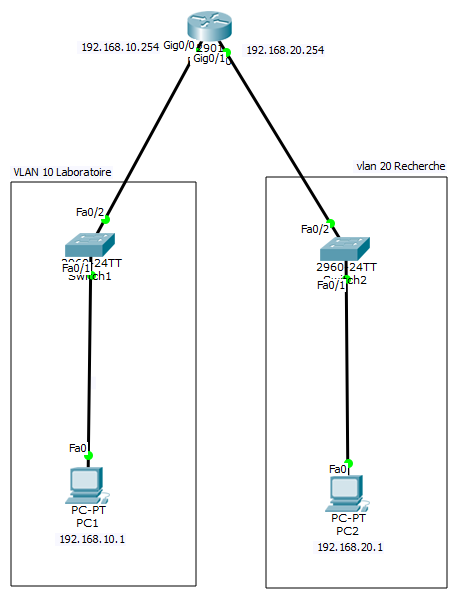 192.168.10.254
Gig0/0
192.168.20.254
Gig0/1
VLAN 10 Laboratoire
vlan 20 Recherche
Fa0/2
Fa0/2
Fa0/1
Switch1
2960-24TT
Fa0/1
Fa0
PC-PT
PC1
192.168.10.1
Fa0
PC-PT
PC2
192.168.20.1